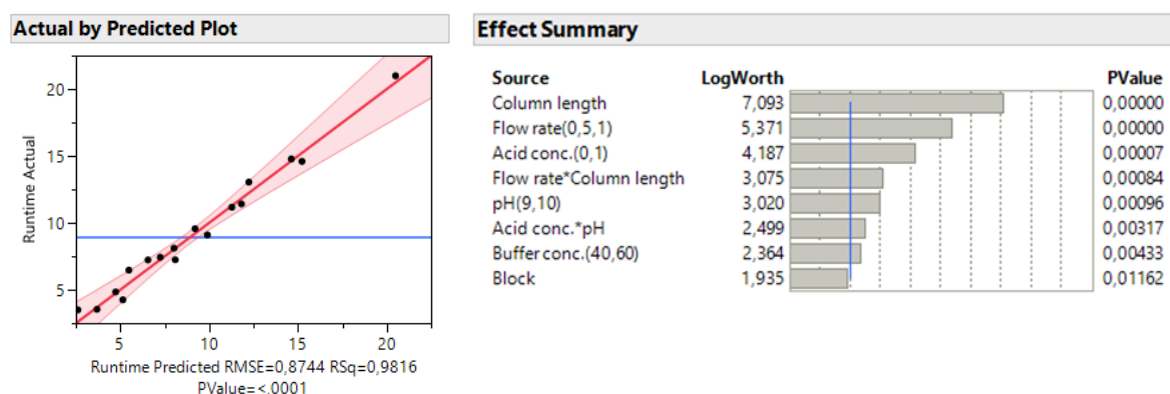 Actual by Predicted Plot
20
15
10
5
Runtime Actual
5 10 15 20
Runtime Predicted RMSE=0,8744 RSq=0,9816
PValue=<.0001
Effect Summary
Source LogWorth PValue
Column length 7,093 0,00000
Flow rate(0,5,1) 5,371 0,00000
Acid conc.(0,1) 4,187 0,00007
Flow rate*Column length 3,075 0,00084
pH(9,10) 3,020 0,00096
Acid conc.*pH 2,499 0,00317
Buffer conc.(40,60) 2,364 0,00433
Block 1,935 0,01162